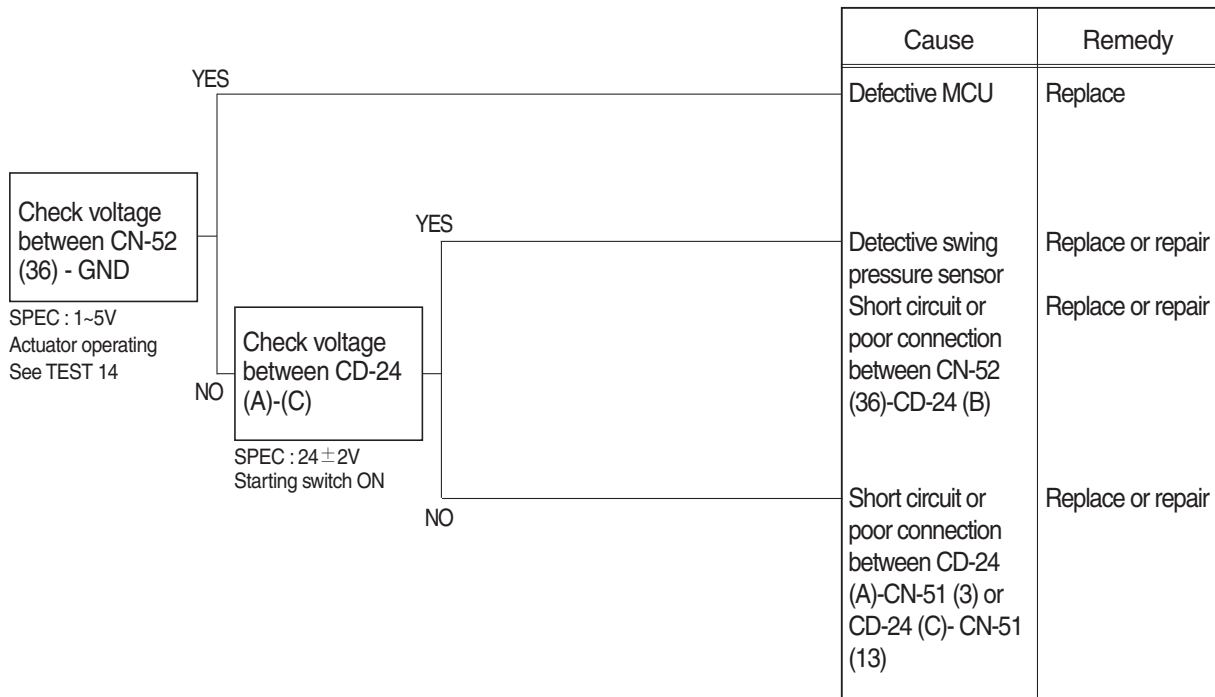 Cause
Remedy
YES
Defective MCU
Replace
Check voltage
between CN-52
(36) - GND
SPEC : 1~5V
Actuator operating
See TEST 14
NO
YES
Check voltage
between CD-24
(A)-(C)
SPEC : 24±2V
Starting switch ON
NO
Detective swing
pressure sensor
Replace or repair
Short circuit or
poor connection
between CN-52
(36)-CD-24 (B)
Replace or repair
Short circuit or
poor connection
between CD-24
(A)-CN-51 (3) or
CD-24 (C)- CN-51
(13)
Replace or repair